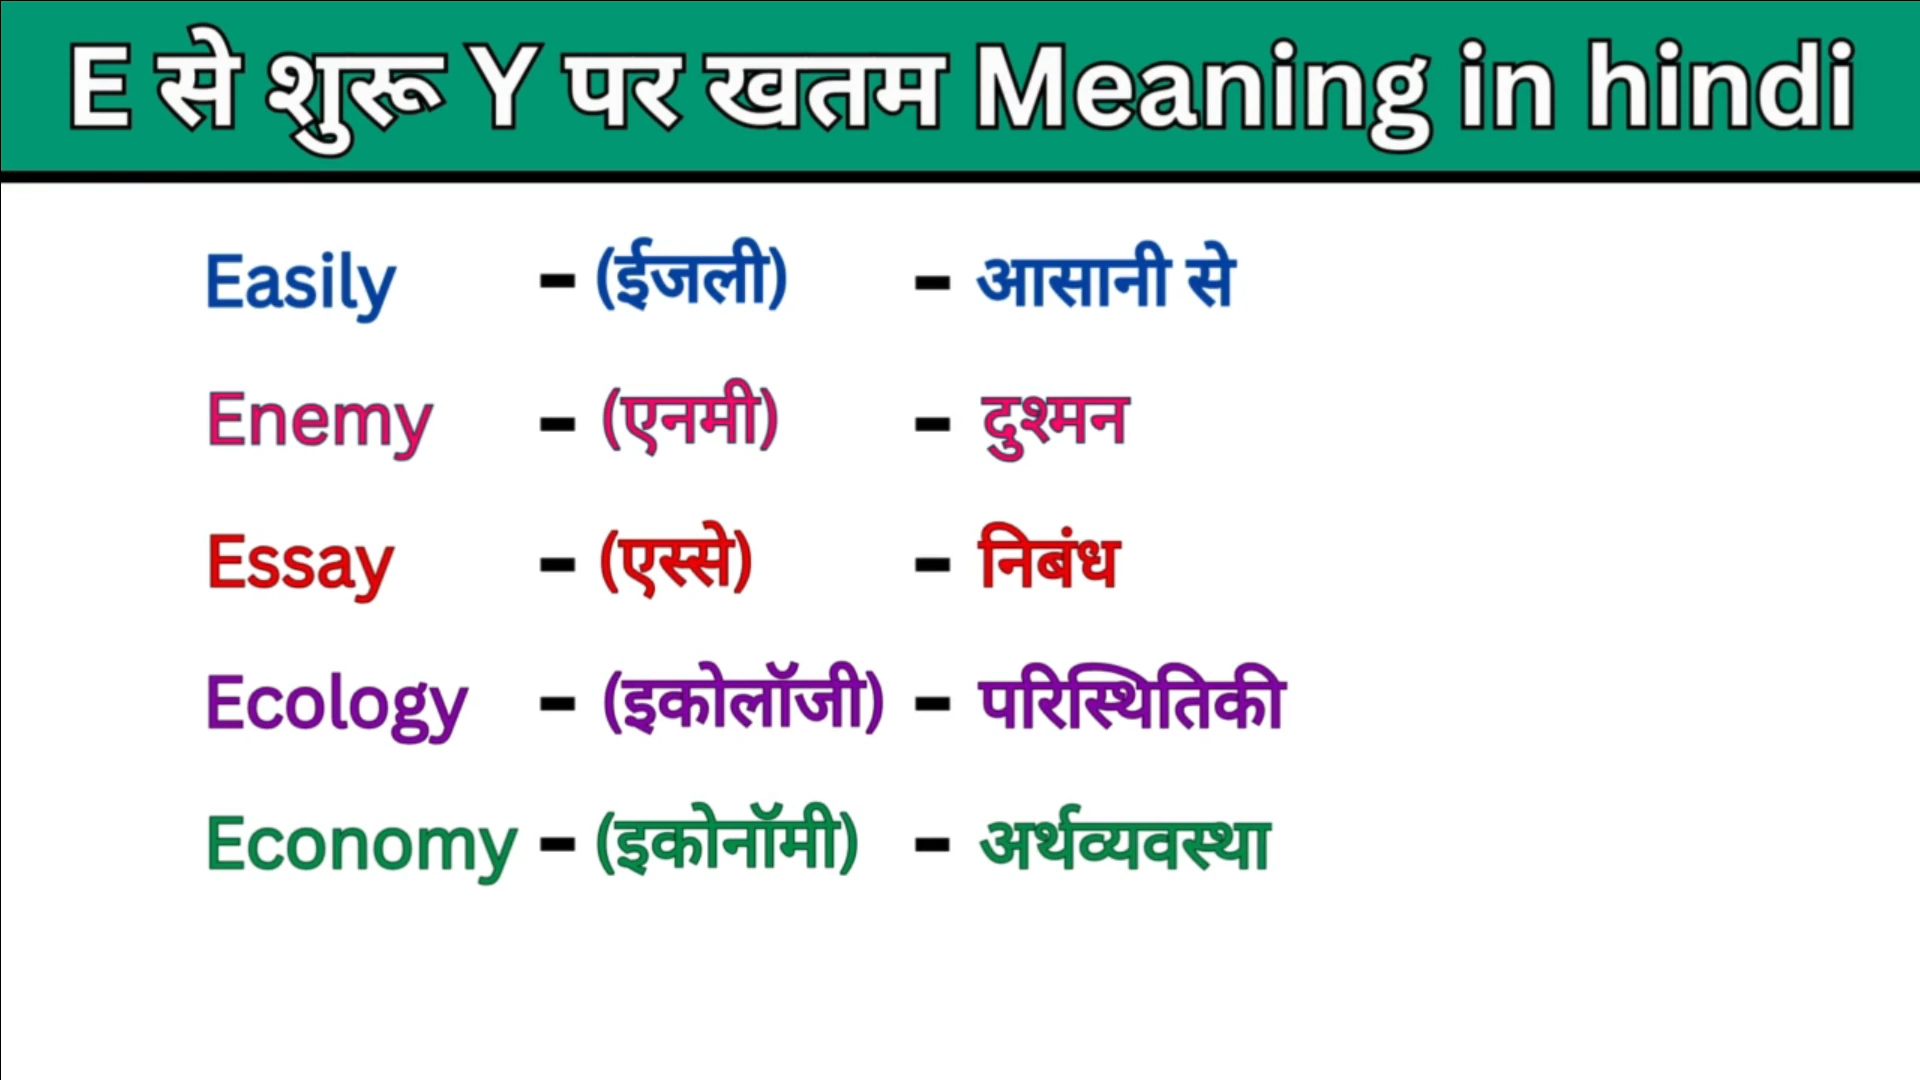 E से शुरू Y पर खतम Meaning in hindi
Easily - (ईजली) - आसानी से
Enemy - (एनमी) - दुश्मन
Essay - (एस्से) - निबंध
Ecology - (इकोलॉजी) - परिस्थितिकी
Economy - (इकोनॉमी) - अर्थव्यवस्था